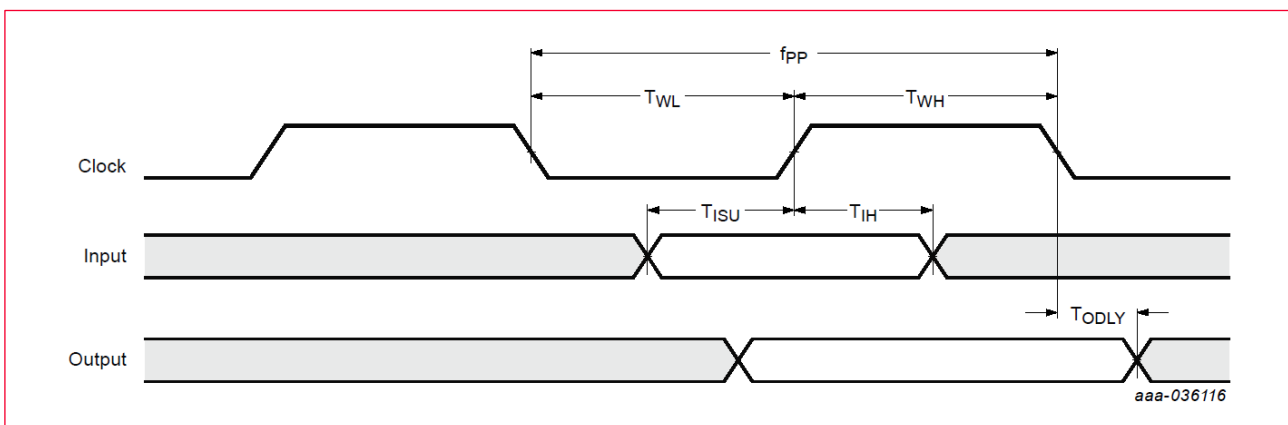 fPP
TWL TWH
Clock
TISU TIH
Input
TODLY
Output
aaa-036116